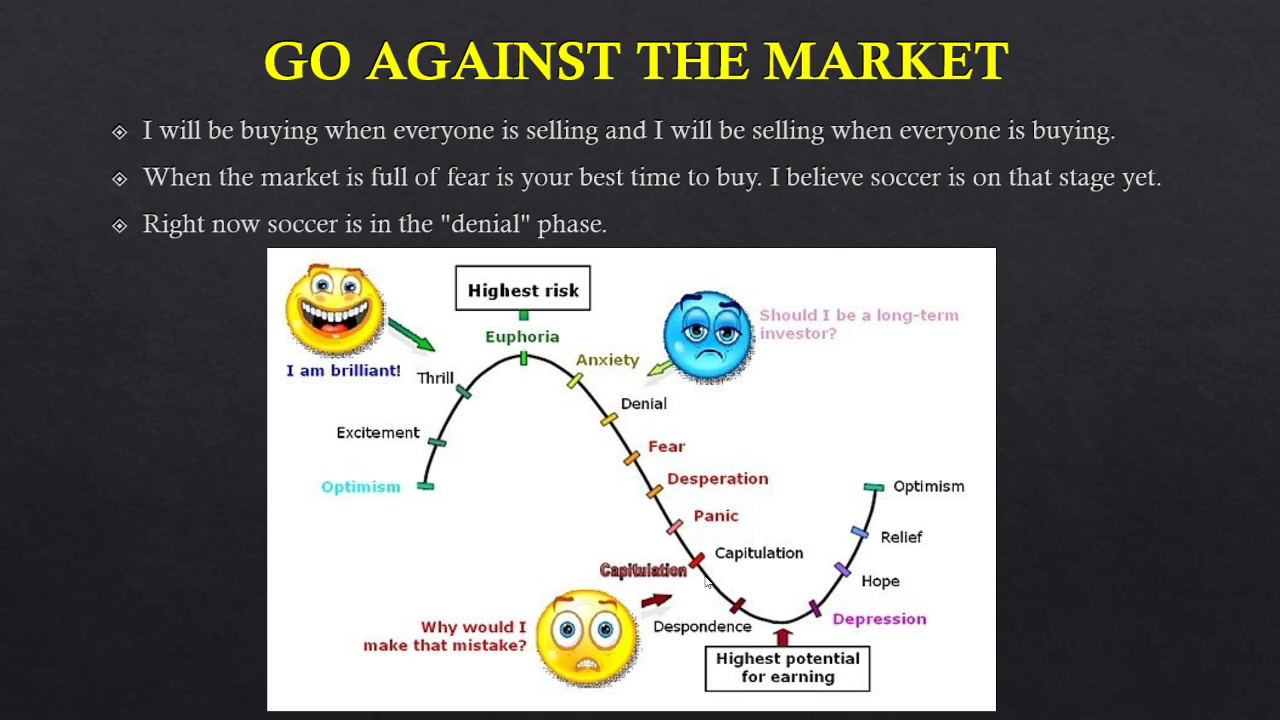 GO AGAINST THE MARKET
I will be buying when everyone is selling and I will be selling when everyone is buying.
When the market is full of fear is your best time to buy. I believe soccer is on that stage yet.
Right now soccer is in the "denial" phase.
Highest risk
Euphoria
Should I be a long-term
investor?
Anxiety
I am brilliant!
Thrill
Denial
Excitement
Fear
Desperation
Optimism
Optimism
Panic
Relief
Capitulation
Capitulation
Hope
Depression
Why would I
make that mistake?
Despondence
Highest potential
for earning